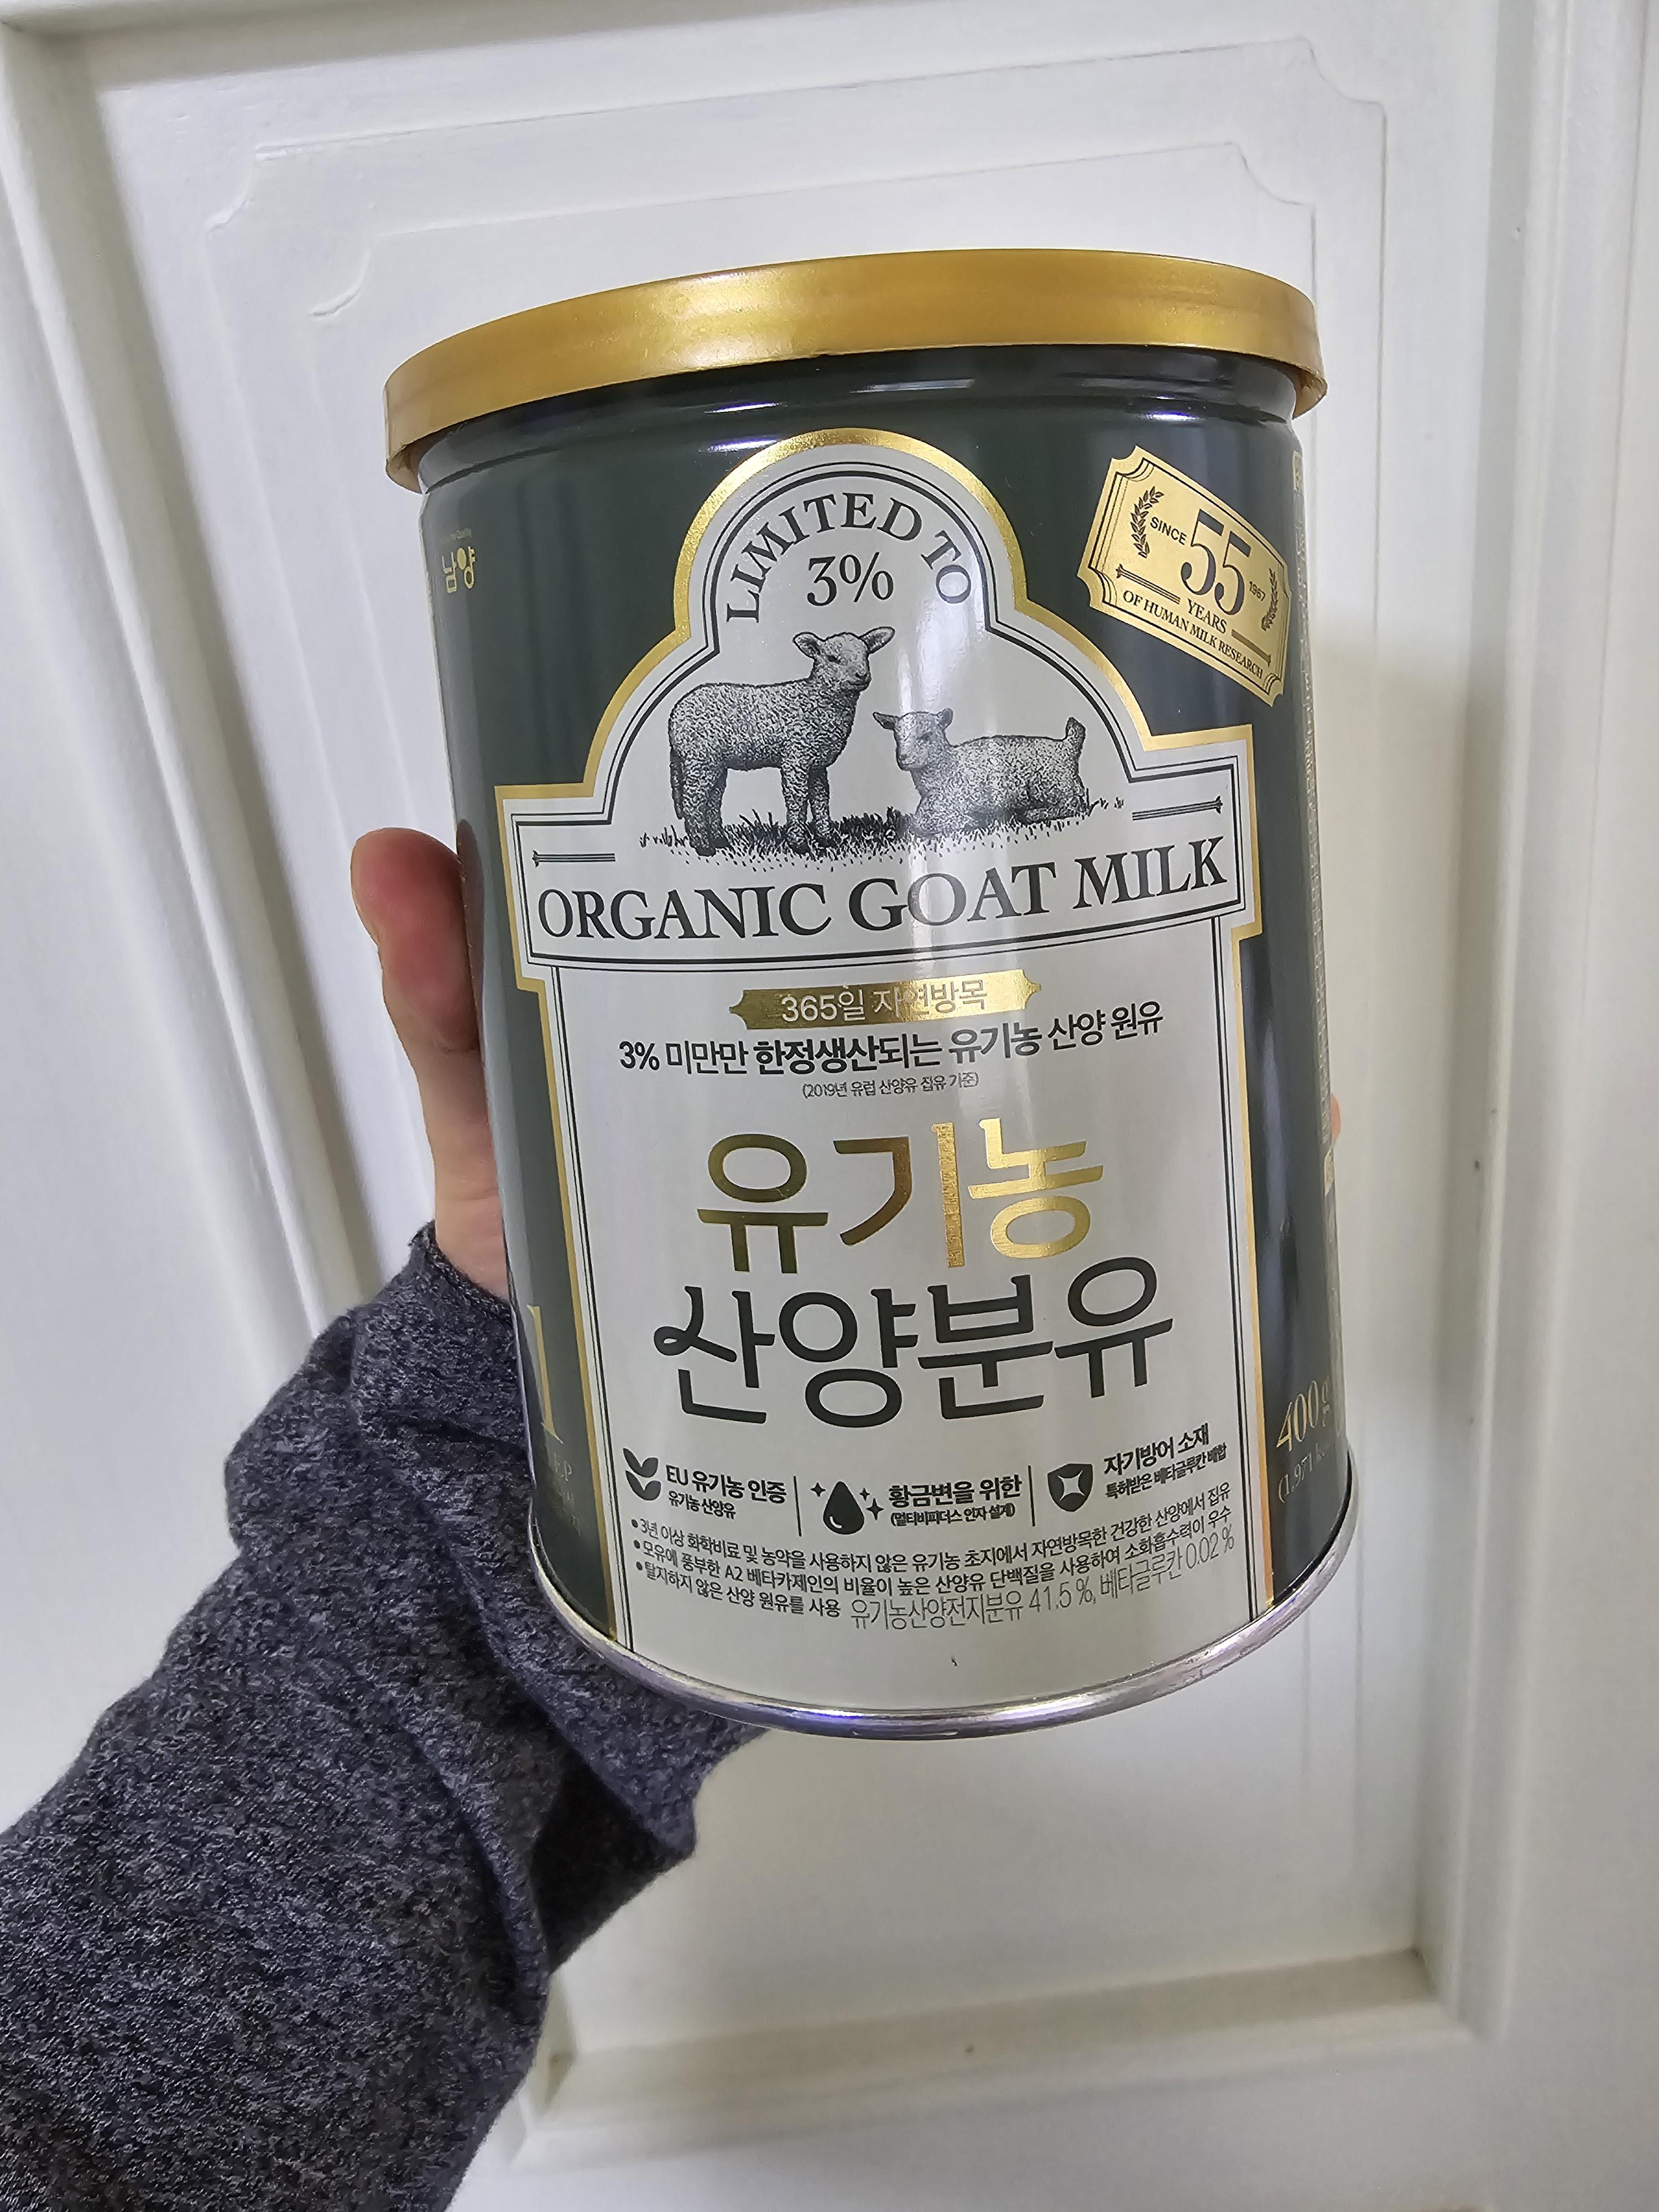 남양
LIMITED TO
3%
SINCE 55 1967
YEARS
OF HUMAN MILK RESEARCH
ORGANIC GOAT MILK
365일 자연방목
3% 미만만 한정생산되는 유기농 산양 원유
(2019년 유럽 산양유 집유 기준)
유기농
산양분유
1
400 g
EU 유기농 인증
유기농 산양유
황금변을 위한
(멀티비피더스 인자 설계)
자기방어 소재
특허받은 베타글루칸 배합
• 3년 이상 화학비료 및 농약을 사용하지 않은 유기농 초지에서 자연방목한 건강한 산양에서 집유
• 모유에 풍부한 A2 베타카제인의 비율이 높은 산양유 단백질을 사용하여 소화흡수력이 우수
• 탈지하지 않은 산양 원유를 사용 유기농산양전지분유 41.5 %, 베타글루칸 0.02 %